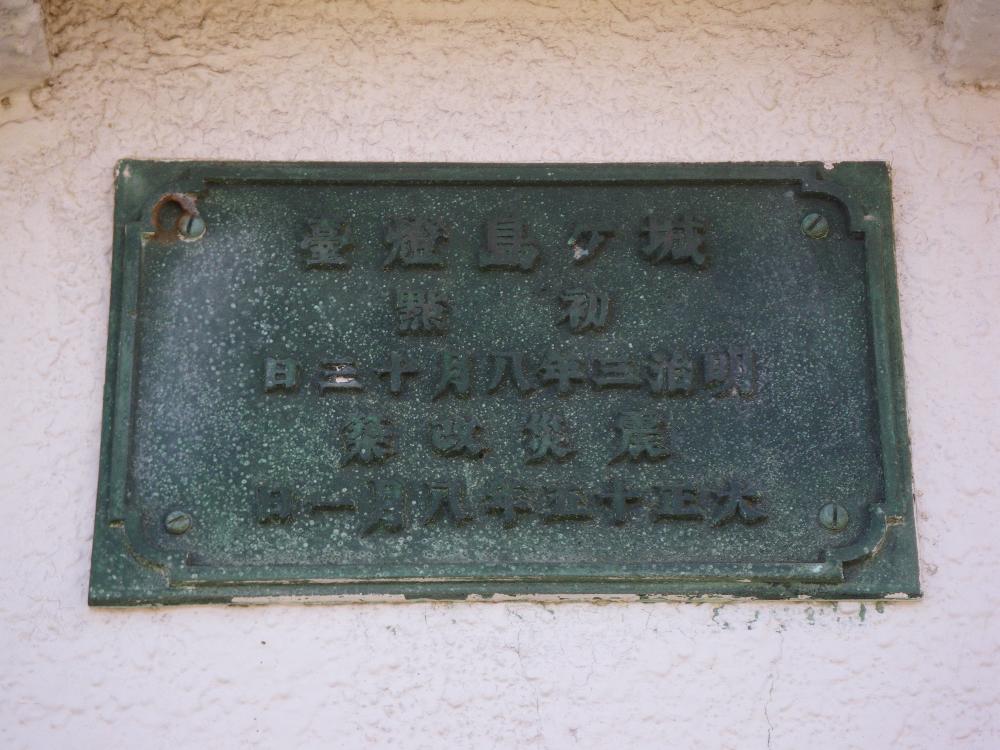 城ヶ島燈臺
初點
明治三年八月十三日
震災改築
大正十五年八月一日